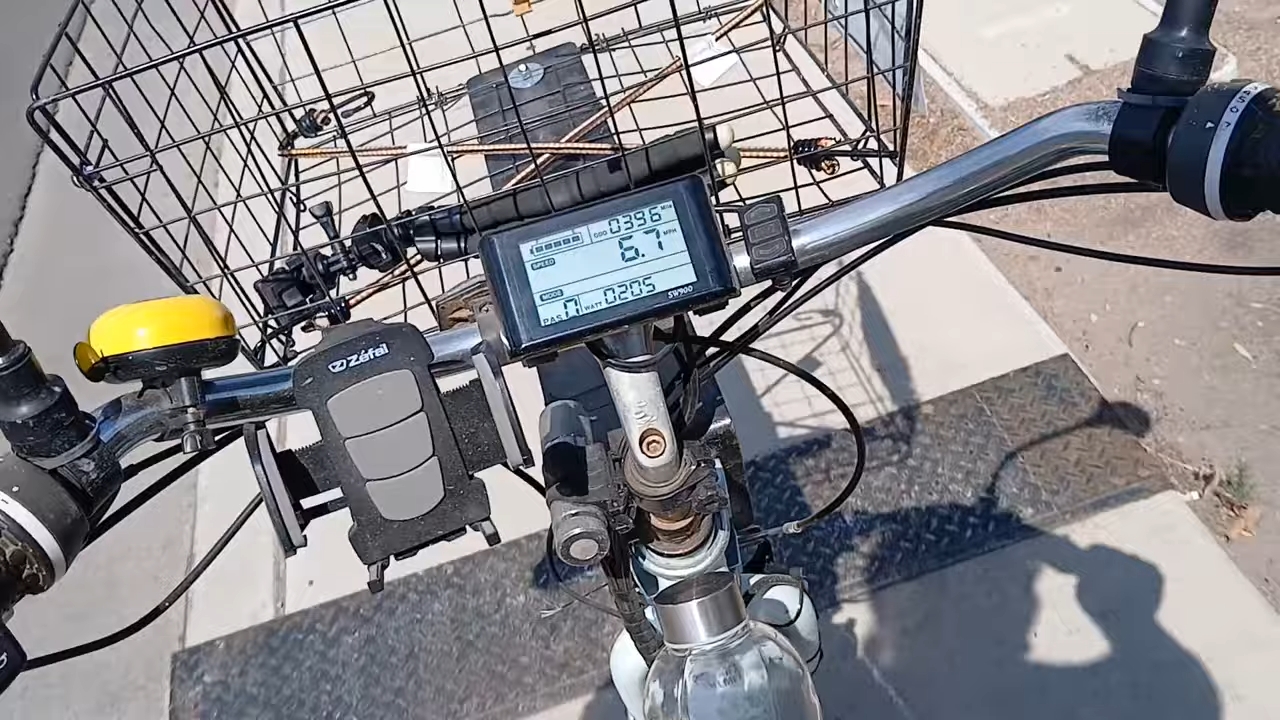 ODO 0396 Mile
SPEED 6.7 MPH
MODE
PAS WATT 0205
SW900
Zéfal